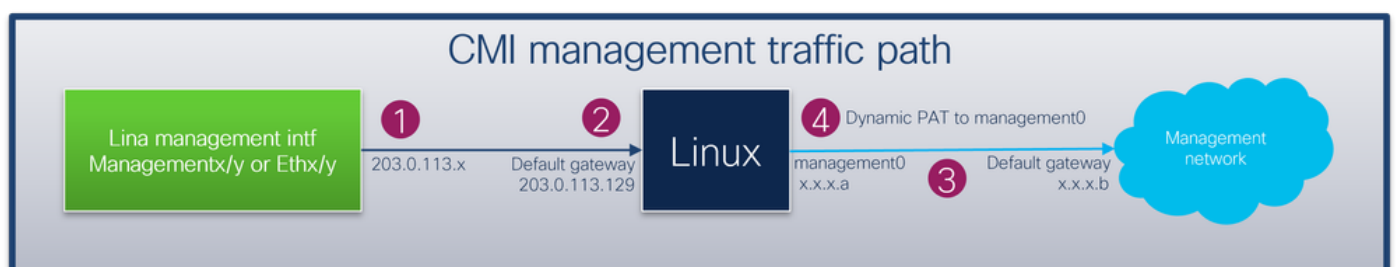 CMI management traffic path
Lina management intf
Managementx/y or Ethx/y
1
203.0.113.x
2
Default gateway
203.0.113.129
Linux
4
Dynamic PAT to management0
management0
x.x.x.a
3
Default gateway
x.x.x.b
Management
network